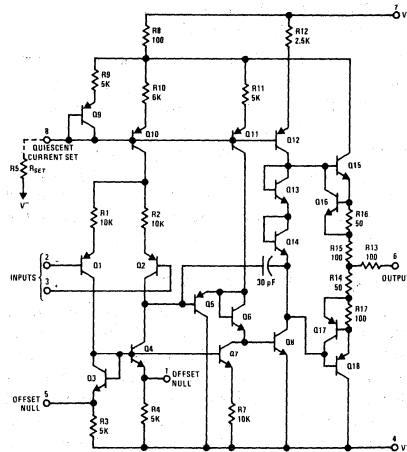 7
V
R8
100
R12
2.5K
R9
5K
R10
6K
R11
5K
Q9
8
QUIESCENT
CURRENT SET
Q10
Q11
Q12
Q15
RS
RSET
V−
Q13
Q16
R16
50
R1
10K
R2
10K
Q14
R15
100
R13
100
6
OUTPUT
2
−
INPUTS
3
+
Q1
Q2
30 pF
R14
50
Q5
Q6
R17
100
Q17
Q4
Q7
Q8
Q18
Q3
1
OFFSET
NULL
5
OFFSET
NULL
R3
5K
R4
5K
R7
10K
4
V